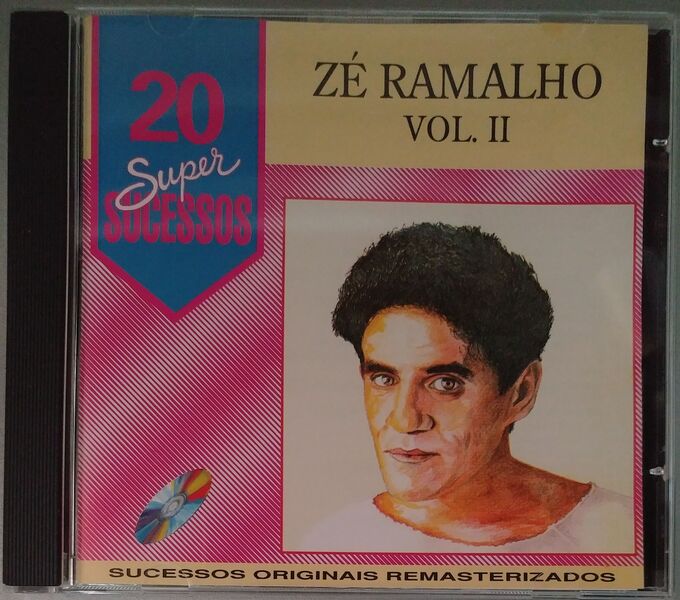 20
Super
SUCESSOS
ZÉ RAMALHO
VOL. II
SUCESSOS ORIGINAIS REMASTERIZADOS